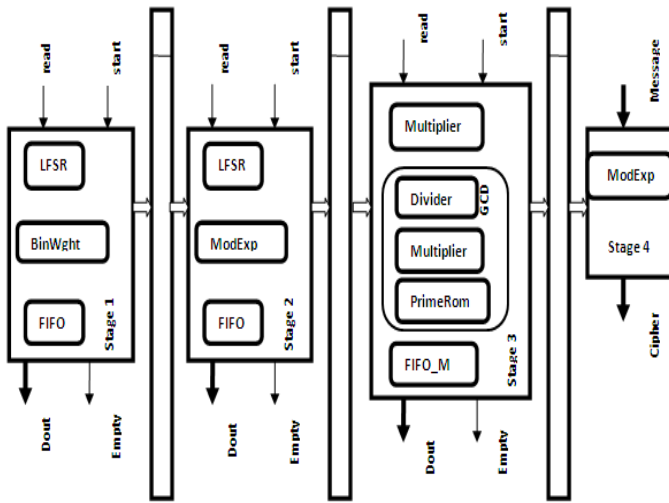 read
start
LFSR
BinWght
FIFO
Stage 1
Dout
Empty
read
start
LFSR
ModExp
FIFO
Stage 2
Dout
Empty
read
start
Multiplier
Divider
GCD
Multiplier
PrimeRom
FIFO_M
Stage 3
Dout
Empty
Message
ModExp
Stage 4
Cipher